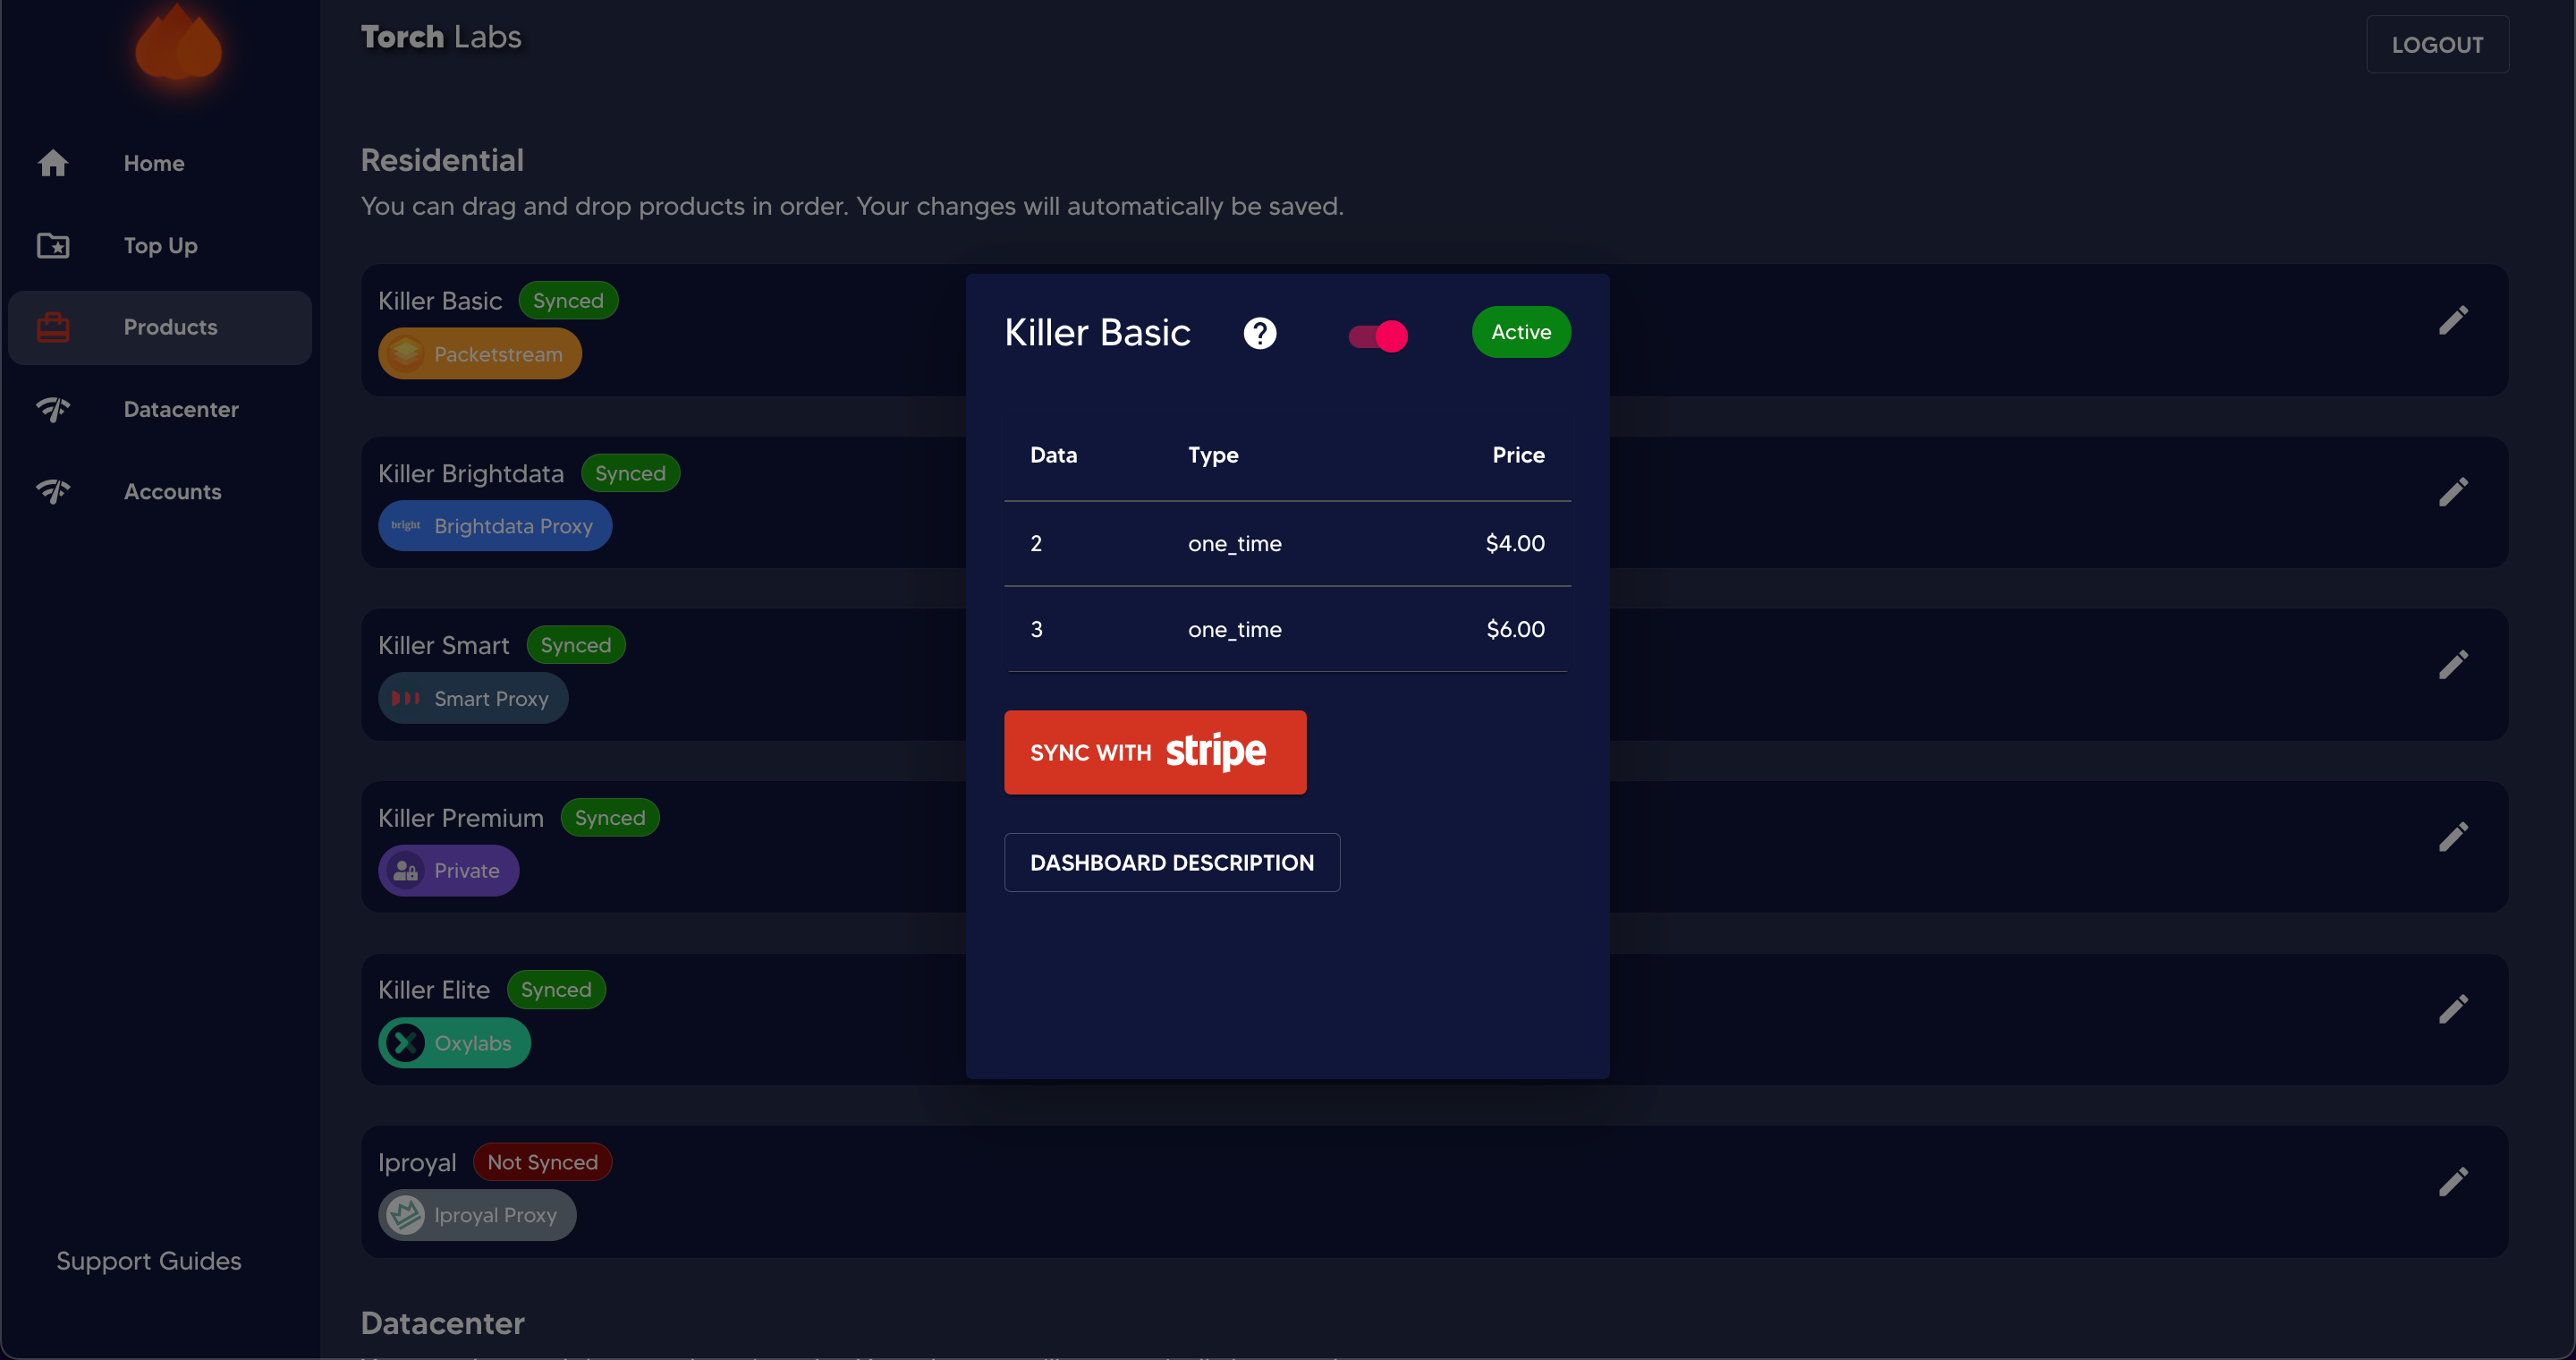 Torch Labs
LOGOUT
Home
Top Up
Products
Datacenter
Accounts
Support Guides
Residential
You can drag and drop products in order. Your changes will automatically be saved.
Killer Basic Synced
Packetstream
Killer Brightdata Synced
bright Brightdata Proxy
Killer Smart Synced
Smart Proxy
Killer Premium Synced
Private
Killer Elite Synced
Oxylabs
Iproyal Not Synced
Iproyal Proxy
Datacenter
Killer Basic ? Active
Data Type Price
2 one_time $4.00
3 one_time $6.00
SYNC WITH stripe
DASHBOARD DESCRIPTION